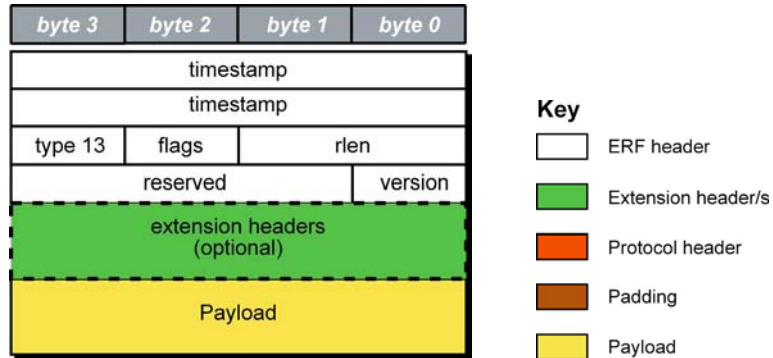 byte 3 byte 2 byte 1 byte 0
timestamp
timestamp
type 13 flags rlen
reserved version
extension headers
(optional)
Payload
Key
ERF header
Extension header/s
Protocol header
Padding
Payload